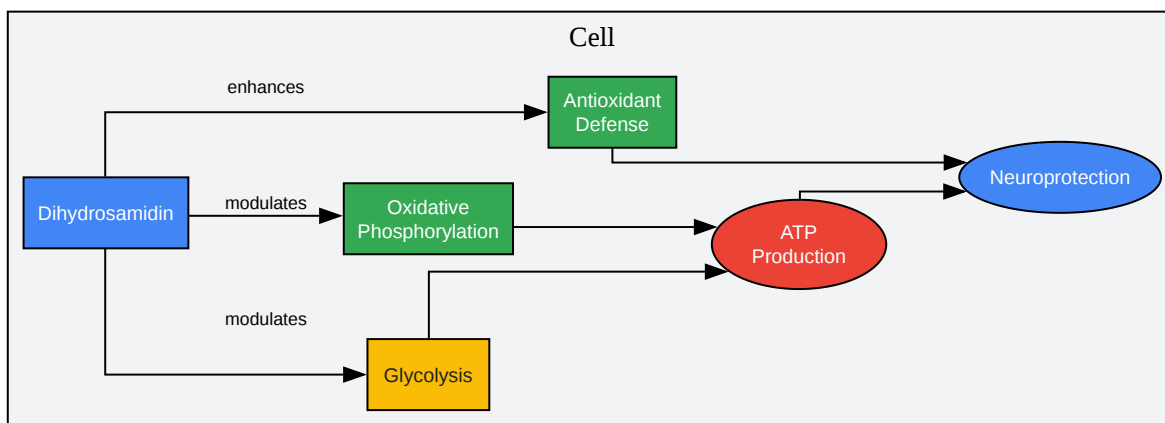 Cell
enhances
Antioxidant
Defense
Neuroprotection
Dihydrosamidin
modulates
Oxidative
Phosphorylation
ATP
Production
modulates
Glycolysis